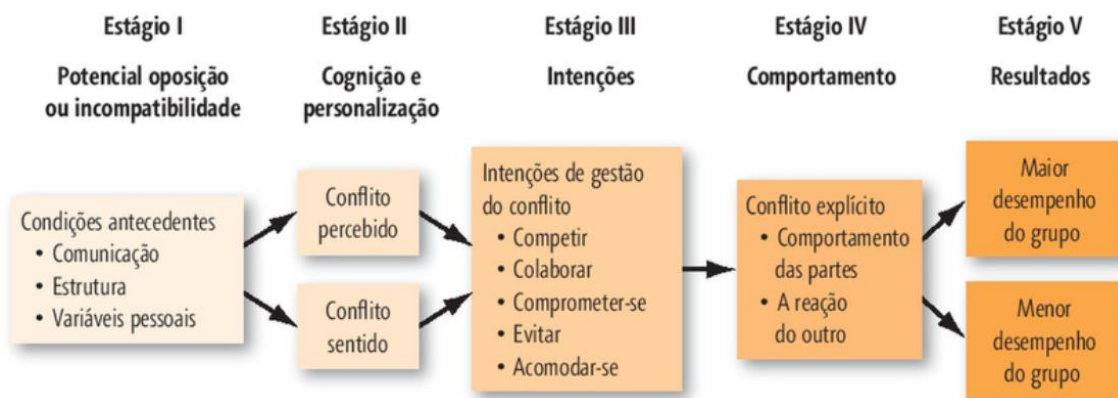 Estágio I
Potencial oposição
ou incompatibilidade
Condições antecedentes
• Comunicação
• Estrutura
• Variáveis pessoais
Estágio II
Cognição e
personalização
Conflito
percebido
Conflito
sentido
Estágio III
Intenções
Intenções de gestão
do conflito
• Competir
• Colaborar
• Comprometer-se
• Evitar
• Acomodar-se
Estágio IV
Comportamento
Conflito explícito
• Comportamento
das partes
• A reação
do outro
Estágio V
Resultados
Maior
desempenho
do grupo
Menor
desempenho
do grupo